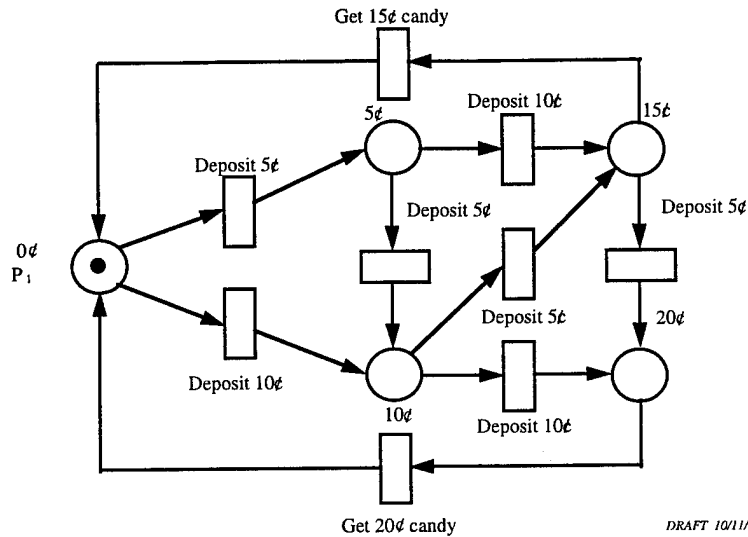 Get 15¢ candy
5¢
Deposit 10¢
15¢
Deposit 5¢
Deposit 5¢
Deposit 5¢
0¢
P1
Deposit 5¢
20¢
Deposit 10¢
10¢
Deposit 10¢
Get 20¢ candy
DRAFT 10/11/